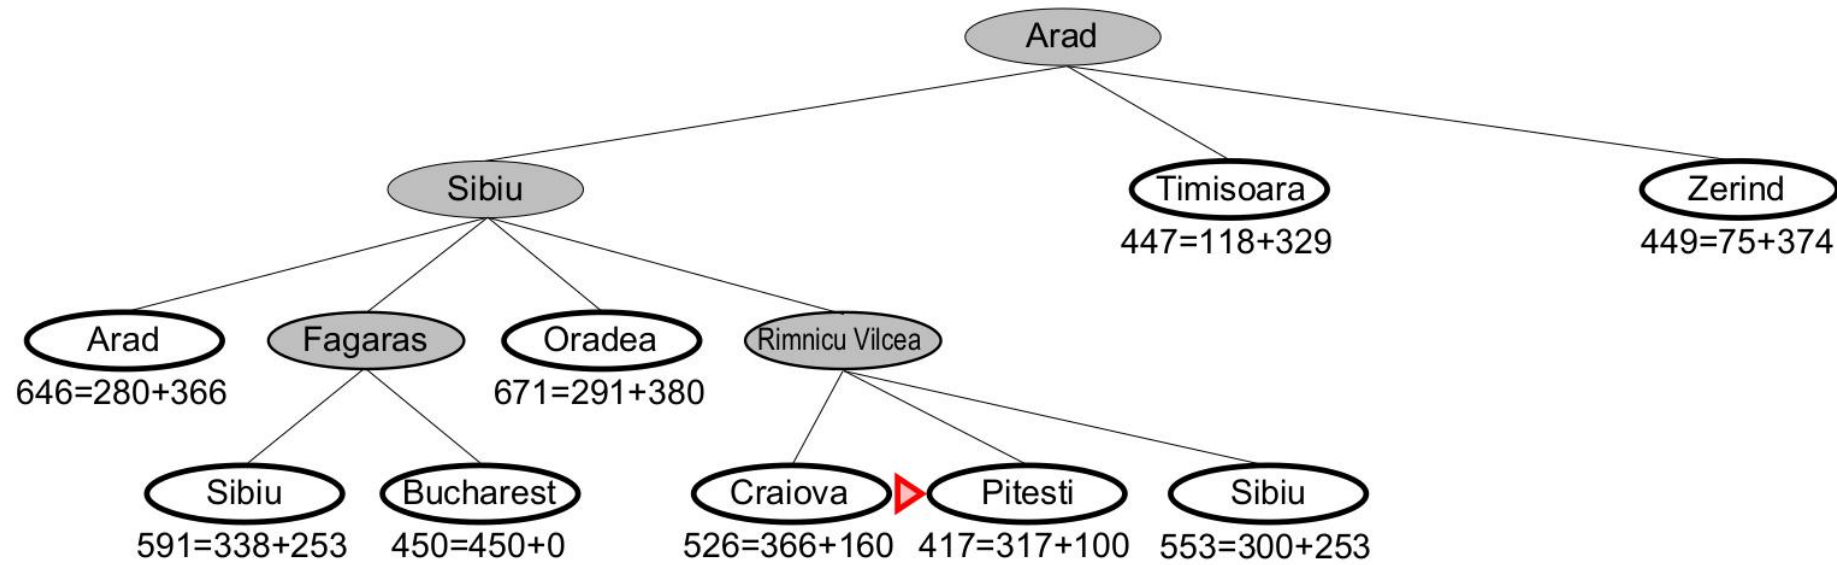 Arad
Sibiu
Timisoara
Zerind
447=118+329
449=75+374
Arad
Fagaras
Oradea
Rimnicu Vilcea
646=280+366
671=291+380
Sibiu
Bucharest
Craiova
Pitesti
Sibiu
591=338+253
450=450+0
526=366+160
417=317+100
553=300+253